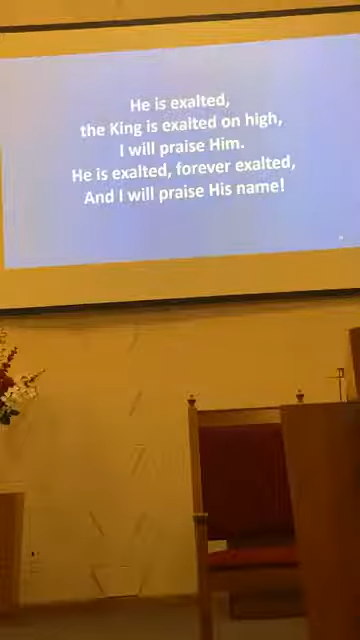 He is exalted,
the King is exalted on high,
I will praise Him.
He is exalted, forever exalted,
And I will praise His name!